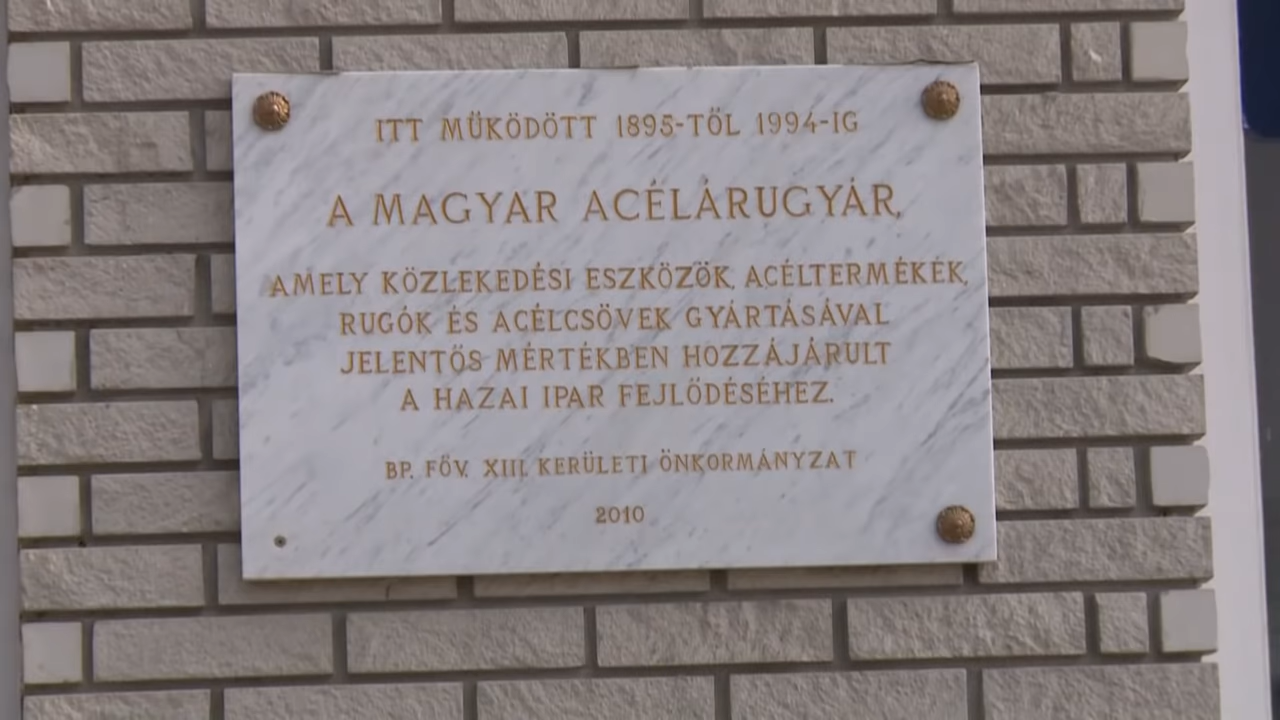 ITT MŰKÖDÖTT 1895-TŐL 1994-IG
A MAGYAR ACÉLÁRUGYÁR,
AMELY KÖZLEKEDÉSI ESZKÖZÖK, ACÉLTERMÉKEK,
RUGÓK ÉS ACÉLCSÖVEK GYÁRTÁSÁVAL
JELENTŐS MÉRTÉKBEN HOZZÁJÁRULT
A HAZAI IPAR FEJLŐDÉSÉHEZ.
BP. FŐV. XIII. KERÜLETI ÖNKORMÁNYZAT
2010